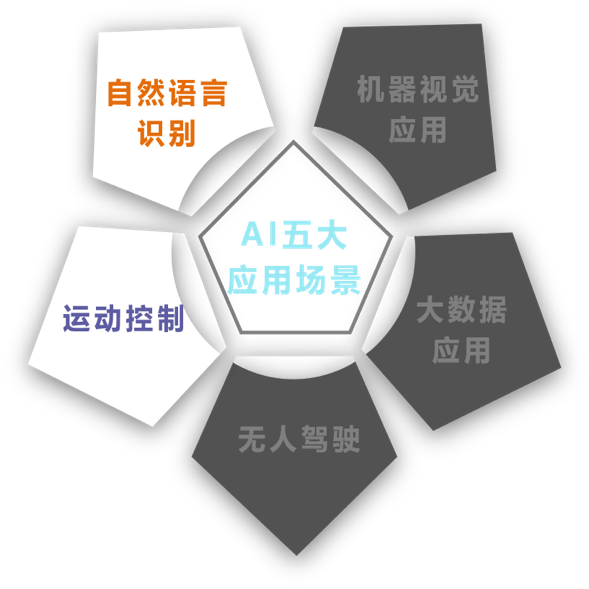 自然语言
识别
机器视觉
应用
AI五大
应用场景
运动控制
大数据
应用
无人驾驶